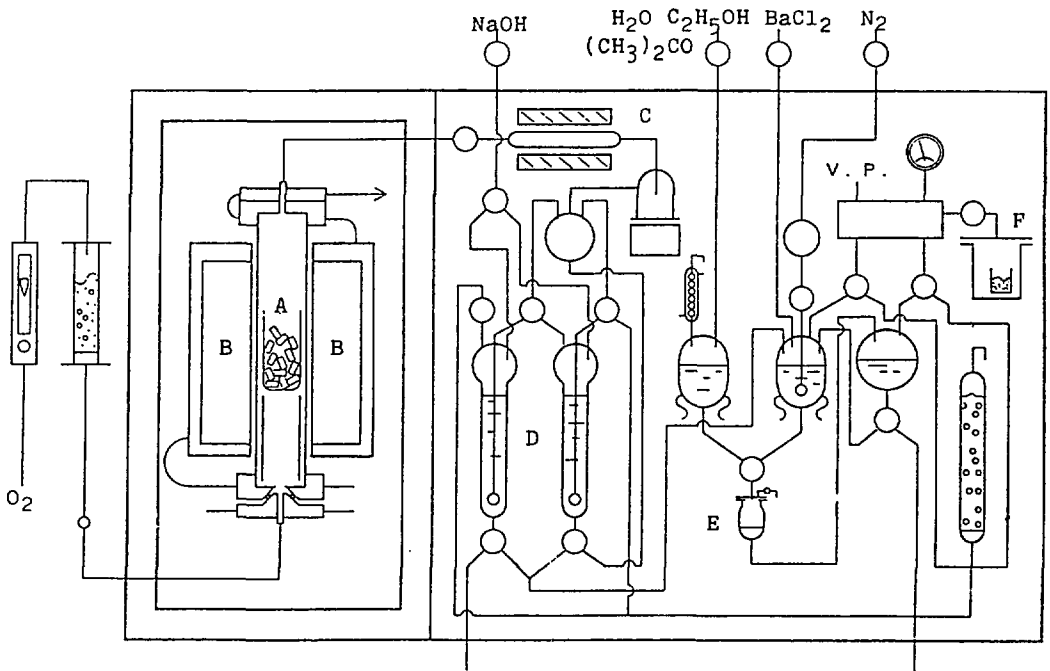 NaOH
H₂O C₂H₅OH BaCl₂ N₂
(CH₃)₂CO
C
V. P.
F
A
B B
D
O₂
E